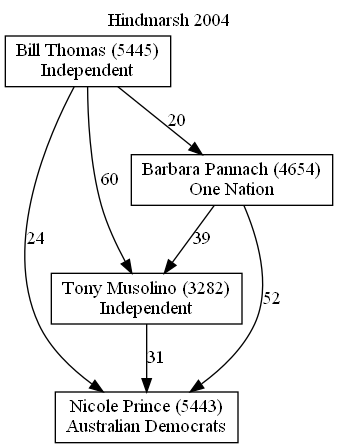 Hindmarsh 2004
Bill Thomas (5445)
Independent
20
Barbara Pannach (4654)
One Nation
60
24
39
52
Tony Musolino (3282)
Independent
31
Nicole Prince (5443)
Australian Democrats